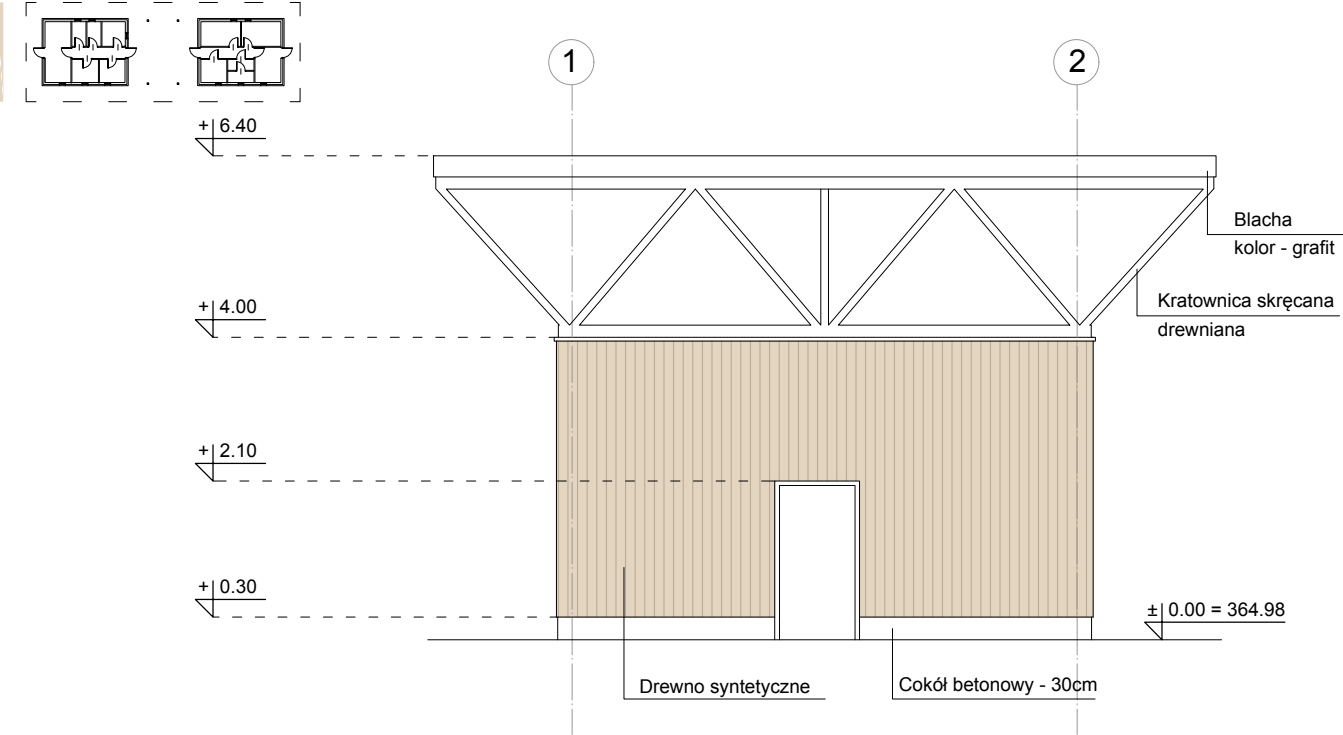 1
2
+ 6.40
Blacha
kolor - grafit
Kratownica skręcana
drewniana
+ 4.00
+ 2.10
+ 0.30
± 0.00 = 364.98
Drewno syntetyczne
Cokół betonowy - 30cm